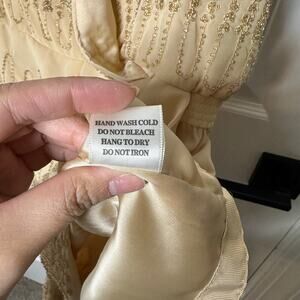 HAND WASH COLD
DO NOT BLEACH
HANG TO DRY
DO NOT IRON